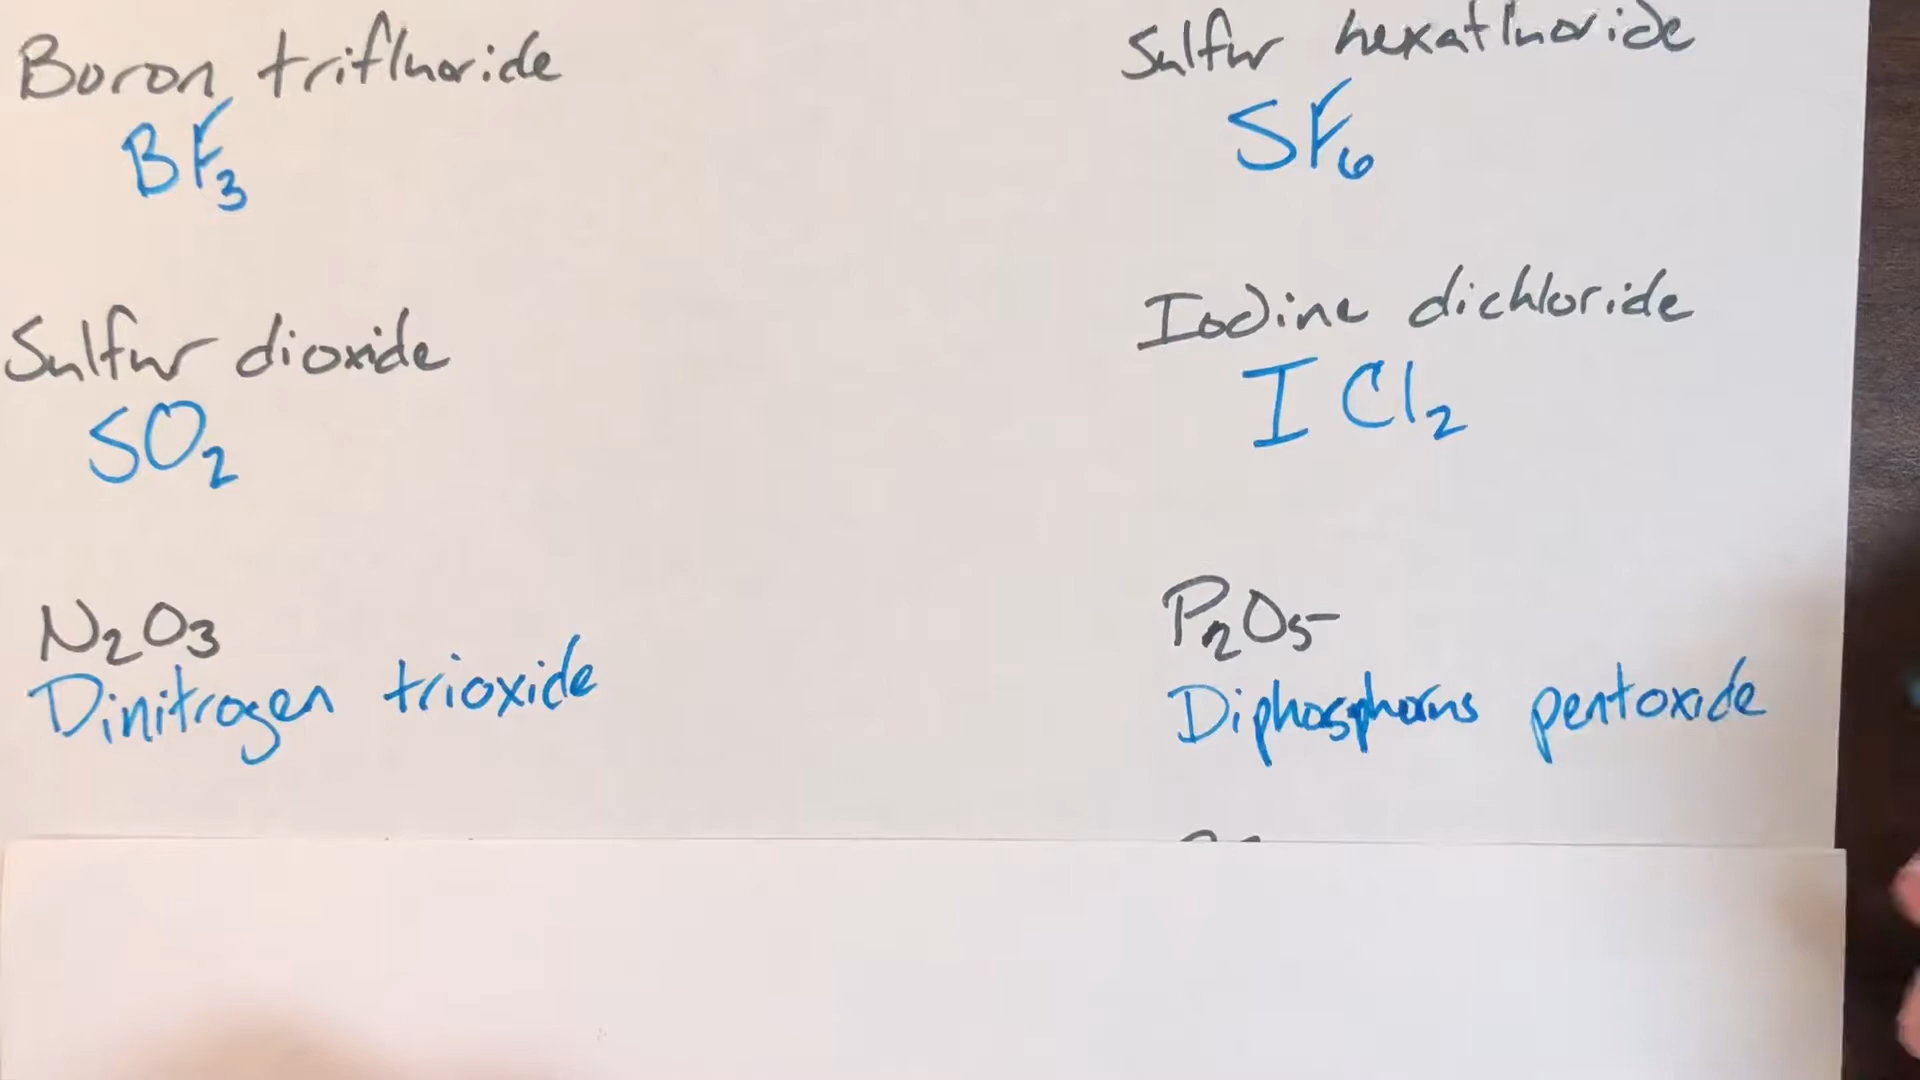 Boron trifluoride
BF₃
Sulfur hexafluoride
SF₆
Sulfur dioxide
SO₂
Iodine dichloride
ICl₂
N₂O₃
Dinitrogen trioxide
P₂O₅
Diphosphorus pentoxide